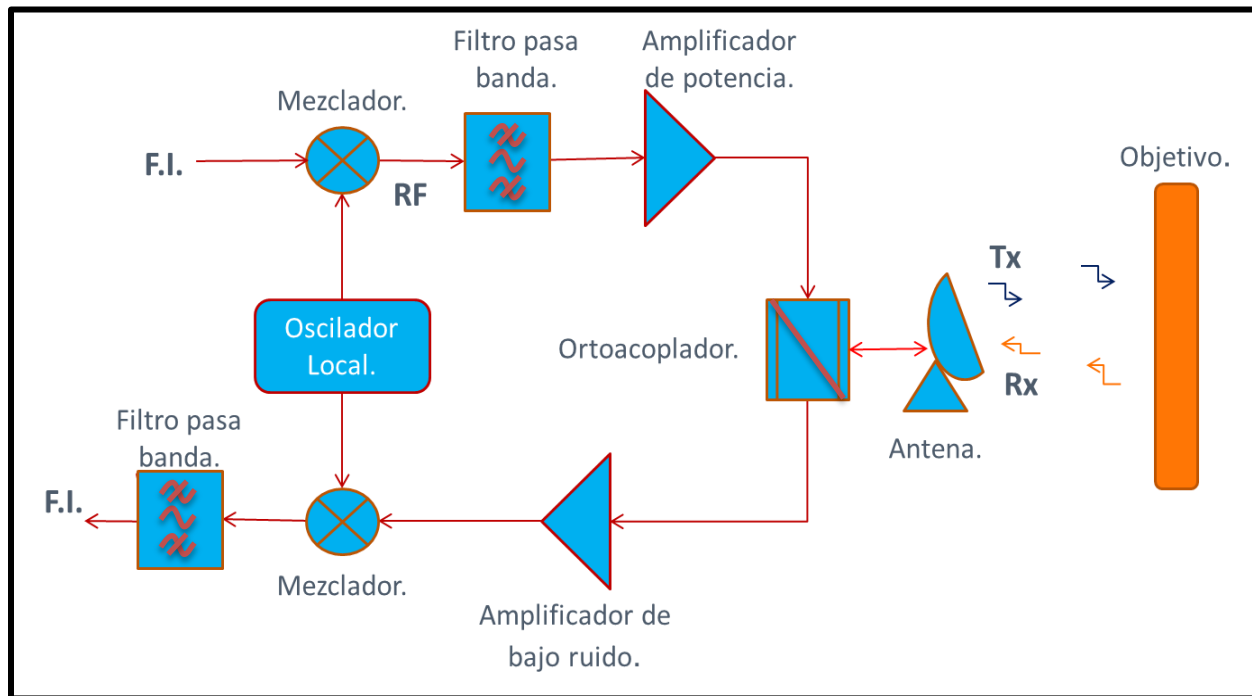 Filtro pasa
banda.
Amplificador
de potencia.
Mezclador.
F.I.
RF
Objetivo.
Tx
Oscilador
Local.
Ortoacoplador.
Rx
Antena.
Filtro pasa
banda.
F.I.
Mezclador.
Amplificador de
bajo ruido.